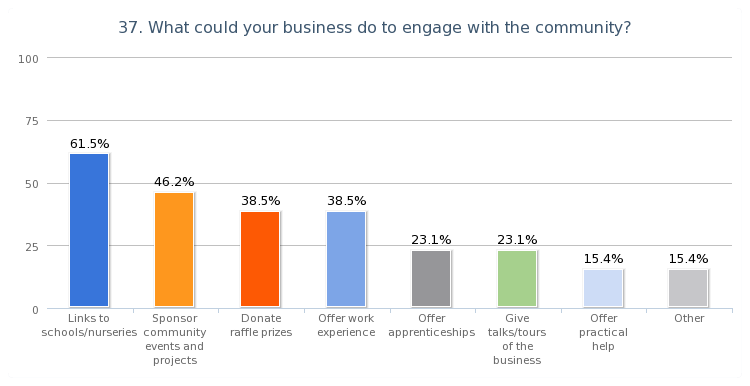 37. What could your business do to engage with the community?
100
75
50
25
0
61.5%
46.2%
38.5%
38.5%
23.1%
23.1%
15.4%
15.4%
Links to
schools/nurseries
Sponsor
community
events and
projects
Donate
raffle prizes
Offer work
experience
Offer
apprenticeships
Give
talks/tours
of the
business
Offer
practical
help
Other